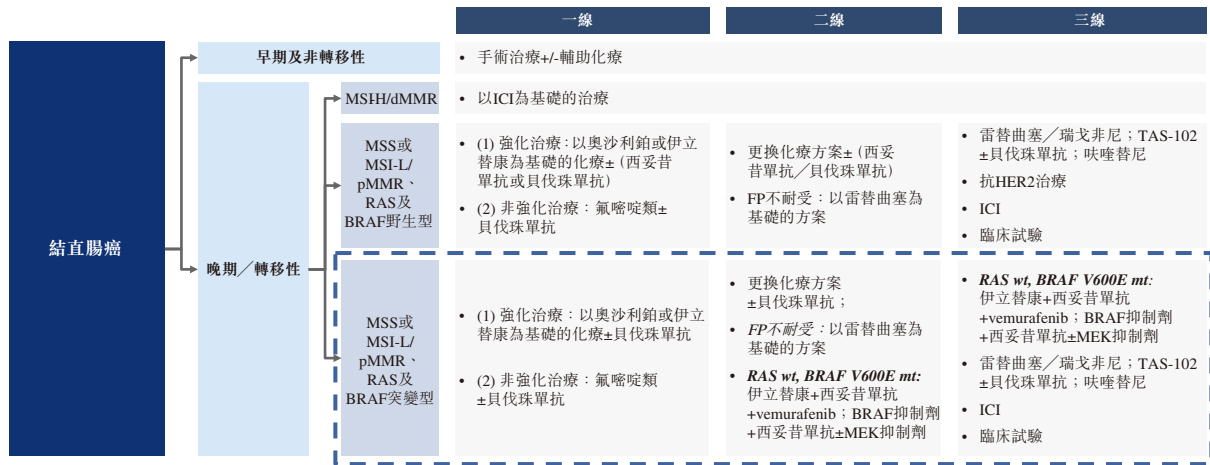 一線
二線
三線
結直腸癌
早期及非轉移性
• 手術治療+/-輔助化療
晚期／轉移性
MSI-H/dMMR
• 以ICI為基礎的治療
MSS或
MSI-L/
pMMR、
RAS及
BRAF野生型
• (1) 強化治療：以奧沙利鉑或伊立
替康為基礎的化療± (西妥昔
單抗或貝伐珠單抗)
• (2) 非強化治療：氟嘧啶類±
貝伐珠單抗
• 更換化療方案± (西妥
昔單抗／貝伐珠單抗)
• FP不耐受：以雷替曲塞為
基礎的方案
• 雷替曲塞／瑞戈非尼；TAS-102
±貝伐珠單抗；呋喹替尼
• 抗HER2治療
• ICI
• 臨床試驗
MSS或
MSI-L/
pMMR、
RAS及
BRAF突變型
• (1) 強化治療：以奧沙利鉑或伊立
替康為基礎的化療±貝伐珠單抗
• (2) 非強化治療：氟嘧啶類
±貝伐珠單抗
• 更換化療方案
±貝伐珠單抗；
• FP不耐受：以雷替曲塞為
基礎的方案
• RAS wt, BRAF V600E mt:
伊立替康+西妥昔單抗
+vemurafenib；BRAF抑制劑
+西妥昔單抗±MEK抑制劑
• RAS wt, BRAF V600E mt:
伊立替康+西妥昔單抗
+vemurafenib；BRAF抑制劑
+西妥昔單抗±MEK抑制劑
• 雷替曲塞／瑞戈非尼；TAS-102
±貝伐珠單抗；呋喹替尼
• ICI
• 臨床試驗